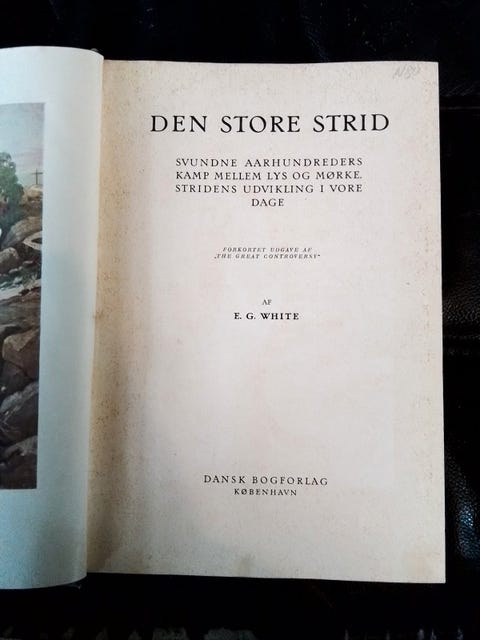 DEN STORE STRID
SVUNDNE AARHUNDREDERS
KAMP MELLEM LYS OG MØRKE.
STRIDENS UDVIKLING I VORE
DAGE
FORKORTET UDGAVE AF
„THE GREAT CONTROVERSY“
AF
E. G. WHITE
DANSK BOGFORLAG
KØBENHAVN